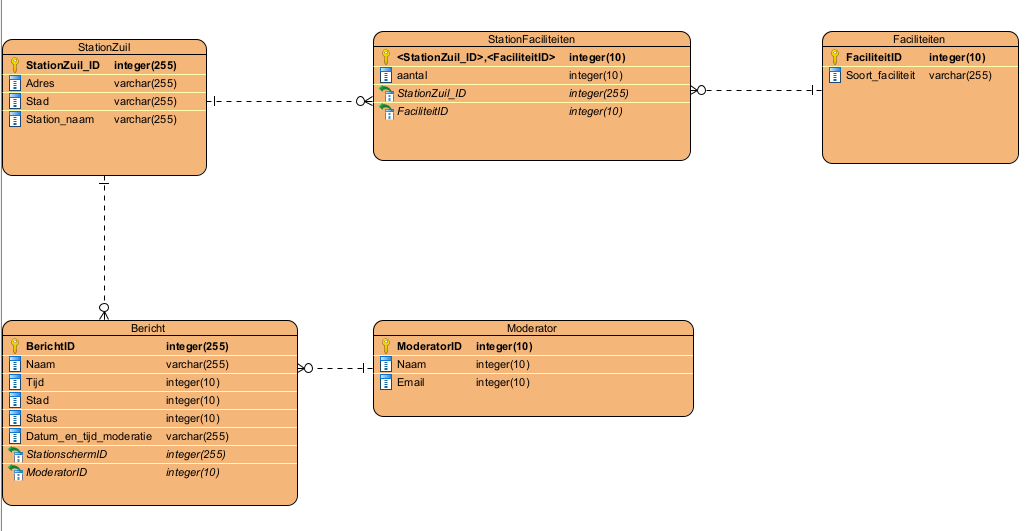 StationZuil
StationZuil_ID integer(255)
Adres varchar(255)
Stad varchar(255)
Station_naam varchar(255)
StationFaciliteiten
<StationZuil_ID>,<FaciliteitID> integer(10)
aantal integer(10)
StationZuil_ID integer(255)
FaciliteitID integer(10)
Faciliteiten
FaciliteitID integer(10)
Soort_faciliteit varchar(255)
Bericht
BerichtID integer(255)
Naam varchar(255)
Tijd integer(10)
Stad integer(10)
Status integer(10)
Datum_en_tijd_moderatie varchar(255)
StationschermID integer(255)
ModeratorID integer(10)
Moderator
ModeratorID integer(10)
Naam integer(10)
Email integer(10)